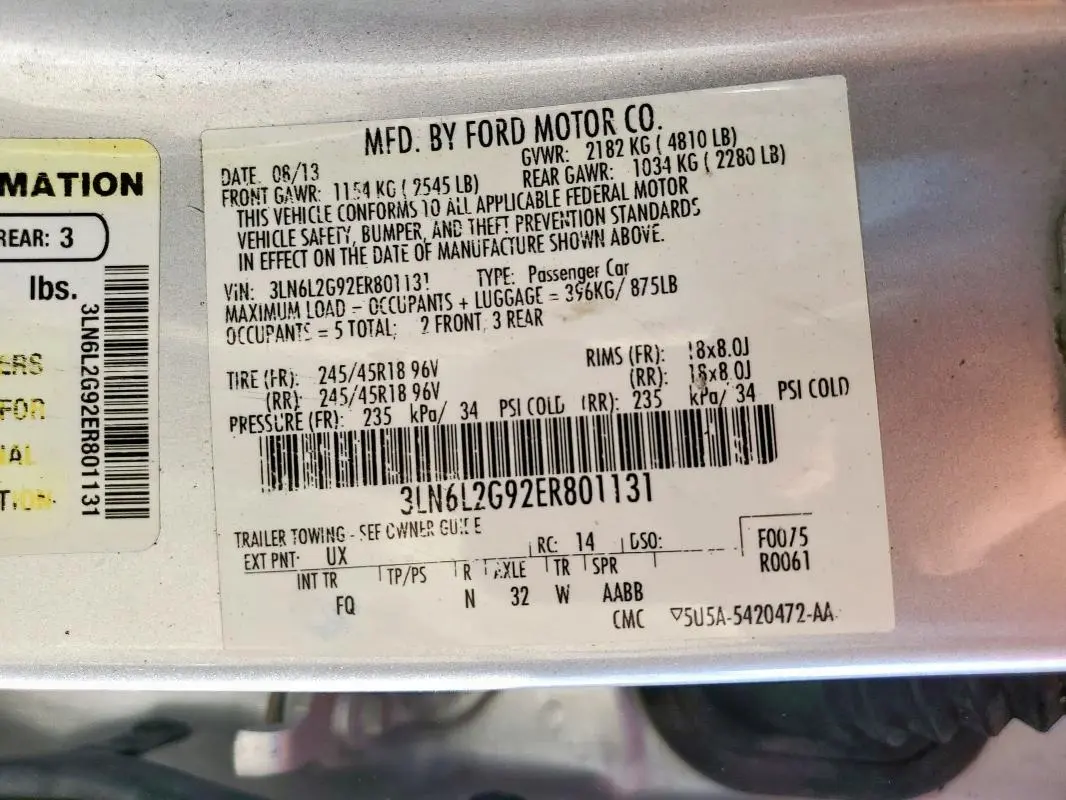 MATION
REAR: 3
lbs.
3LN6L2G92ER801131
ERS
FOR
IAL
TION
MFD. BY FORD MOTOR CO.
DATE 08/13 GVWR: 2182 KG ( 4810 LB)
FRONT GAWR: 1154 KG ( 2545 LB) REAR GAWR: 1034 KG ( 2280 LB)
THIS VEHICLE CONFORMS TO ALL APPLICABLE FEDERAL MOTOR
VEHICLE SAFETY, BUMPER, AND THEFT PREVENTION STANDARDS
IN EFFECT ON THE DATE OF MANUFACTURE SHOWN ABOVE.
VIN: 3LN6L2G92ER801131 TYPE: Passenger Car
MAXIMUM LOAD - OCCUPANTS + LUGGAGE = 396KG/ 875LB
OCCUPANTS = 5 TOTAL; 2 FRONT, 3 REAR
TIRE (FR): 245/45R18 96V RIMS (FR): 18x8.0J
(RR): 245/45R18 96V (RR): 18x8.0J
PRESSURE (FR): 235 kPa/ 34 PSI COLD (RR): 235 kPa/ 34 PSI COLD
3LN6L2G92ER801131
TRAILER TOWING - SEE OWNER GUIDE
EXT PNT: UX RC: 14 DSO: F0075
R0061
INT TR TP/PS R AXLE TR SPR
FQ N 32 W AABB
CMC ▽5U5A-5420472-AA